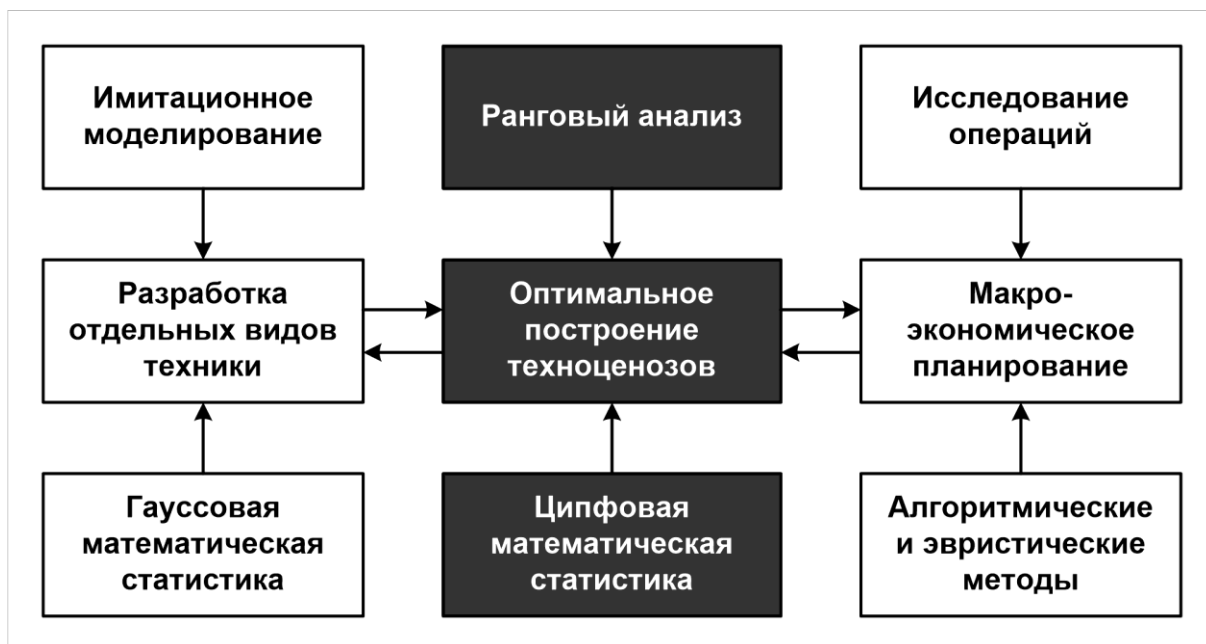 Имитационное
моделирование
Ранговый анализ
Исследование
операций
Разработка
отдельных видов
техники
Оптимальное
построение
техноценозов
Макро-
экономическое
планирование
Гауссовая
математическая
статистика
Ципфовая
математическая
статистика
Алгоритмические
и эвристические
методы